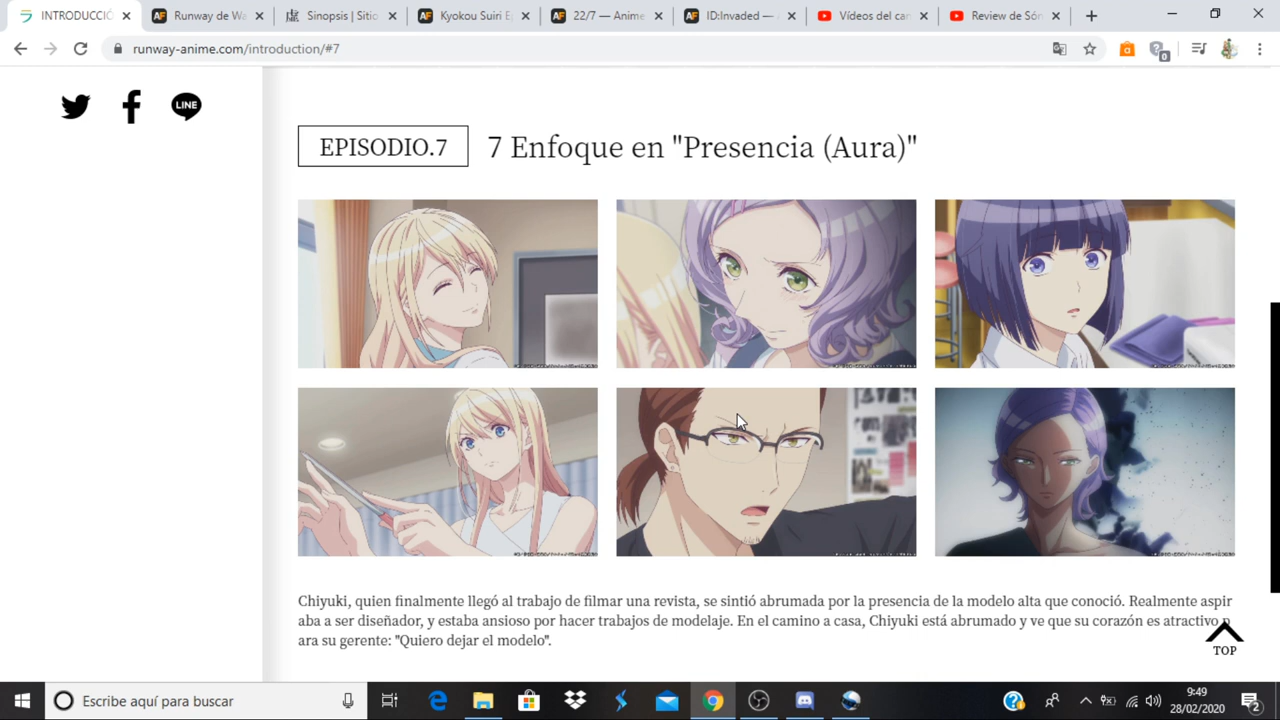 INTRODUCCIÓ
Runway de Wa
Sinopsis | Sitio
Kyokou Suiri E
22/7 — Anime
ID:Invaded —
Vídeos del can
Review de Són
runway-anime.com/introduction/#7
0
LINE
EPISODIO.7
7 Enfoque en "Presencia (Aura)"
Chiyuki, quien finalmente llegó al trabajo de filmar una revista, se sintió abrumada por la presencia de la modelo alta que conoció. Realmente aspir
aba a ser diseñador, y estaba ansioso por hacer trabajos de modelaje. En el camino a casa, Chiyuki está abrumado y ve que su corazón es atractivo p
ara su gerente: "Quiero dejar el modelo".
TOP
Escribe aquí para buscar
9:49
28/02/2020
2